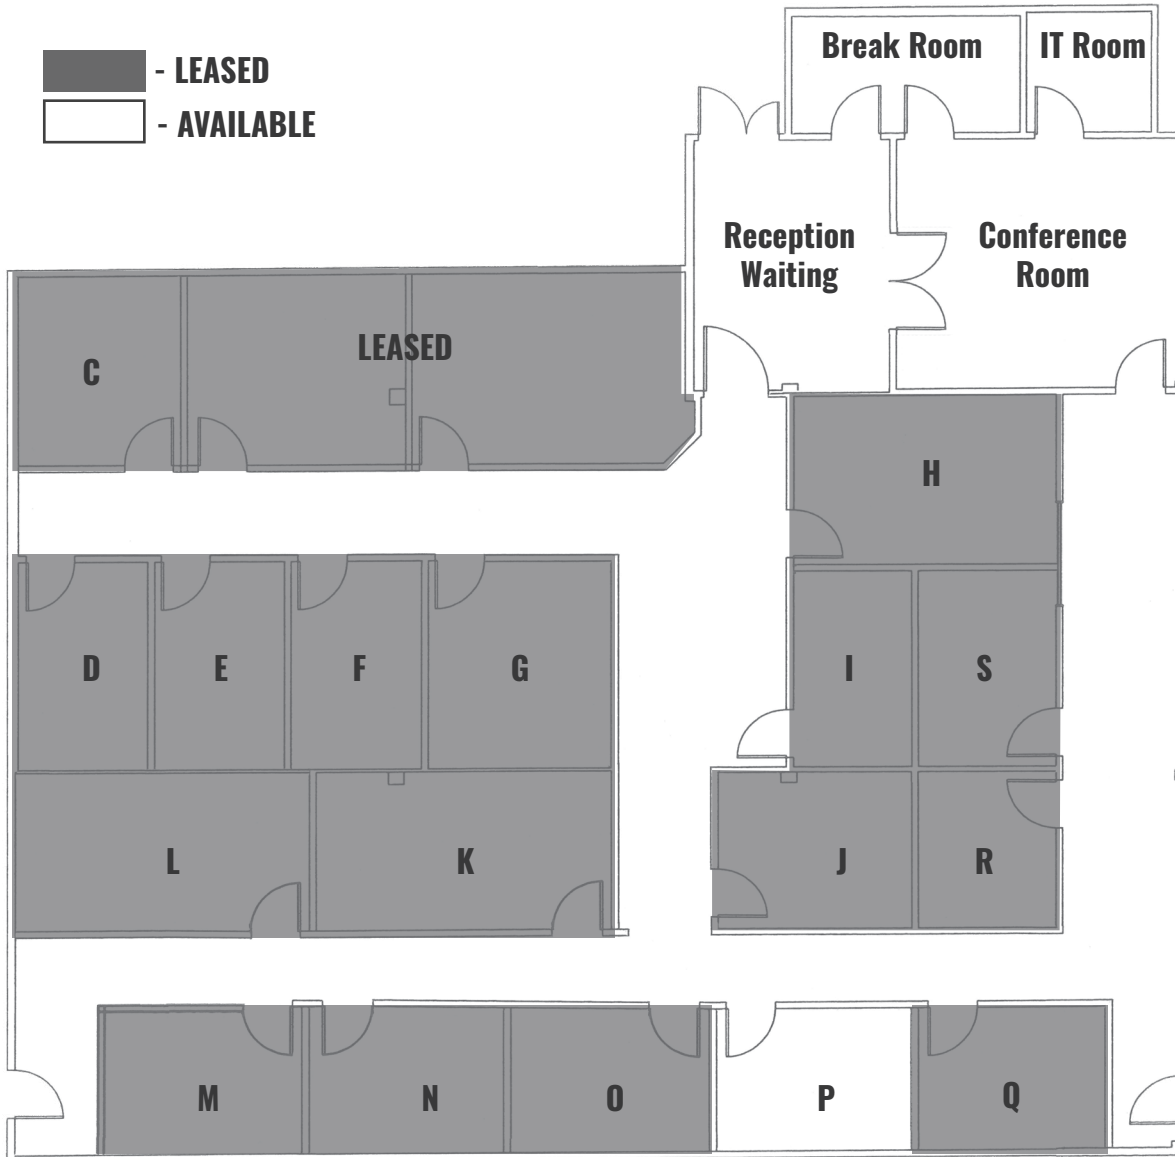 - LEASED
- AVAILABLE
Break Room
IT Room
Reception
Waiting
Conference
Room
C
LEASED
H
D
E
F
G
I
S
L
K
J
R
M
N
O
P
Q